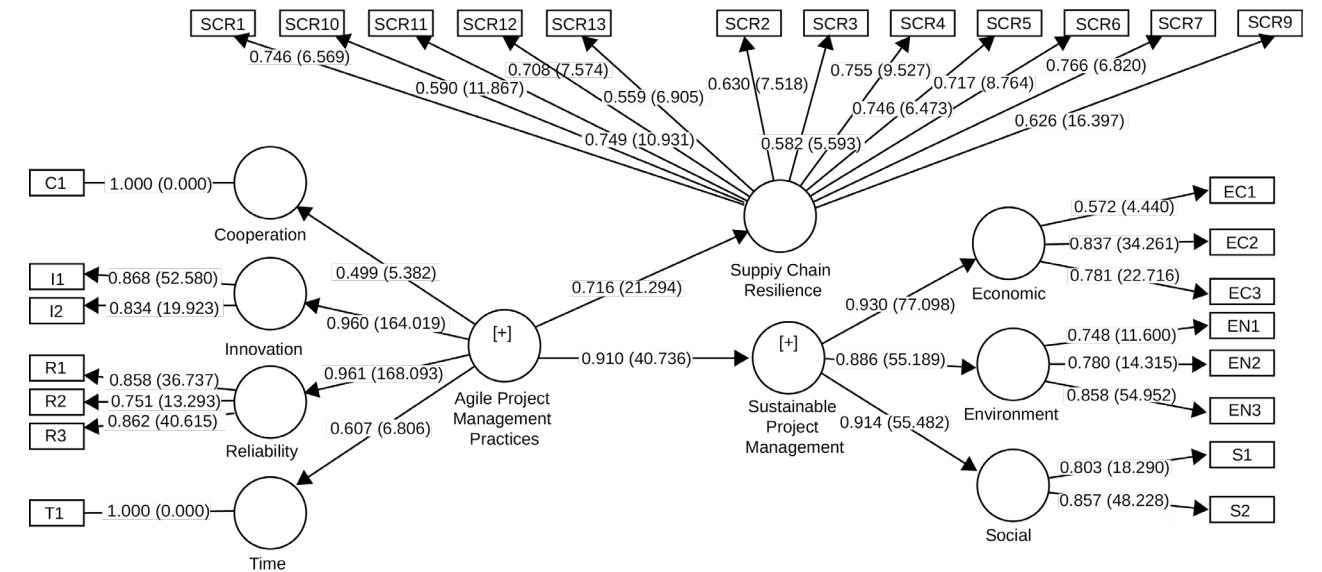 SCR1 SCR10 SCR11 SCR12 SCR13 SCR2 SCR3 SCR4 SCR5 SCR6 SCR7 SCR9
0.746 (6.569)
0.708 (7.574)
0.755 (9.527)
0.766 (6.820)
0.590 (11.867)
0.559 (6.905)
0.630 (7.518)
0.717 (8.764)
0.746 (6.473)
0.626 (16.397)
0.749 (10.931)
0.582 (5.593)
C1
1.000 (0.000)
Cooperation
I1
0.868 (52.580)
I2
0.834 (19.923)
Innovation
R1
0.858 (36.737)
R2
0.751 (13.293)
R3
0.862 (40.615)
Reliability
T1
1.000 (0.000)
Time
0.499 (5.382)
0.960 (164.019)
0.961 (168.093)
0.607 (6.806)
[+]
Agile Project
Management
Practices
0.716 (21.294)
0.910 (40.736)
Suppiy Chain
Resilience
[+]
Sustainable
Project
Management
0.930 (77.098)
0.886 (55.189)
0.914 (55.482)
Economic
0.572 (4.440)
EC1
0.837 (34.261)
EC2
0.781 (22.716)
EC3
Environment
0.748 (11.600)
EN1
0.780 (14.315)
EN2
0.858 (54.952)
EN3
Social
0.803 (18.290)
S1
0.857 (48.228)
S2